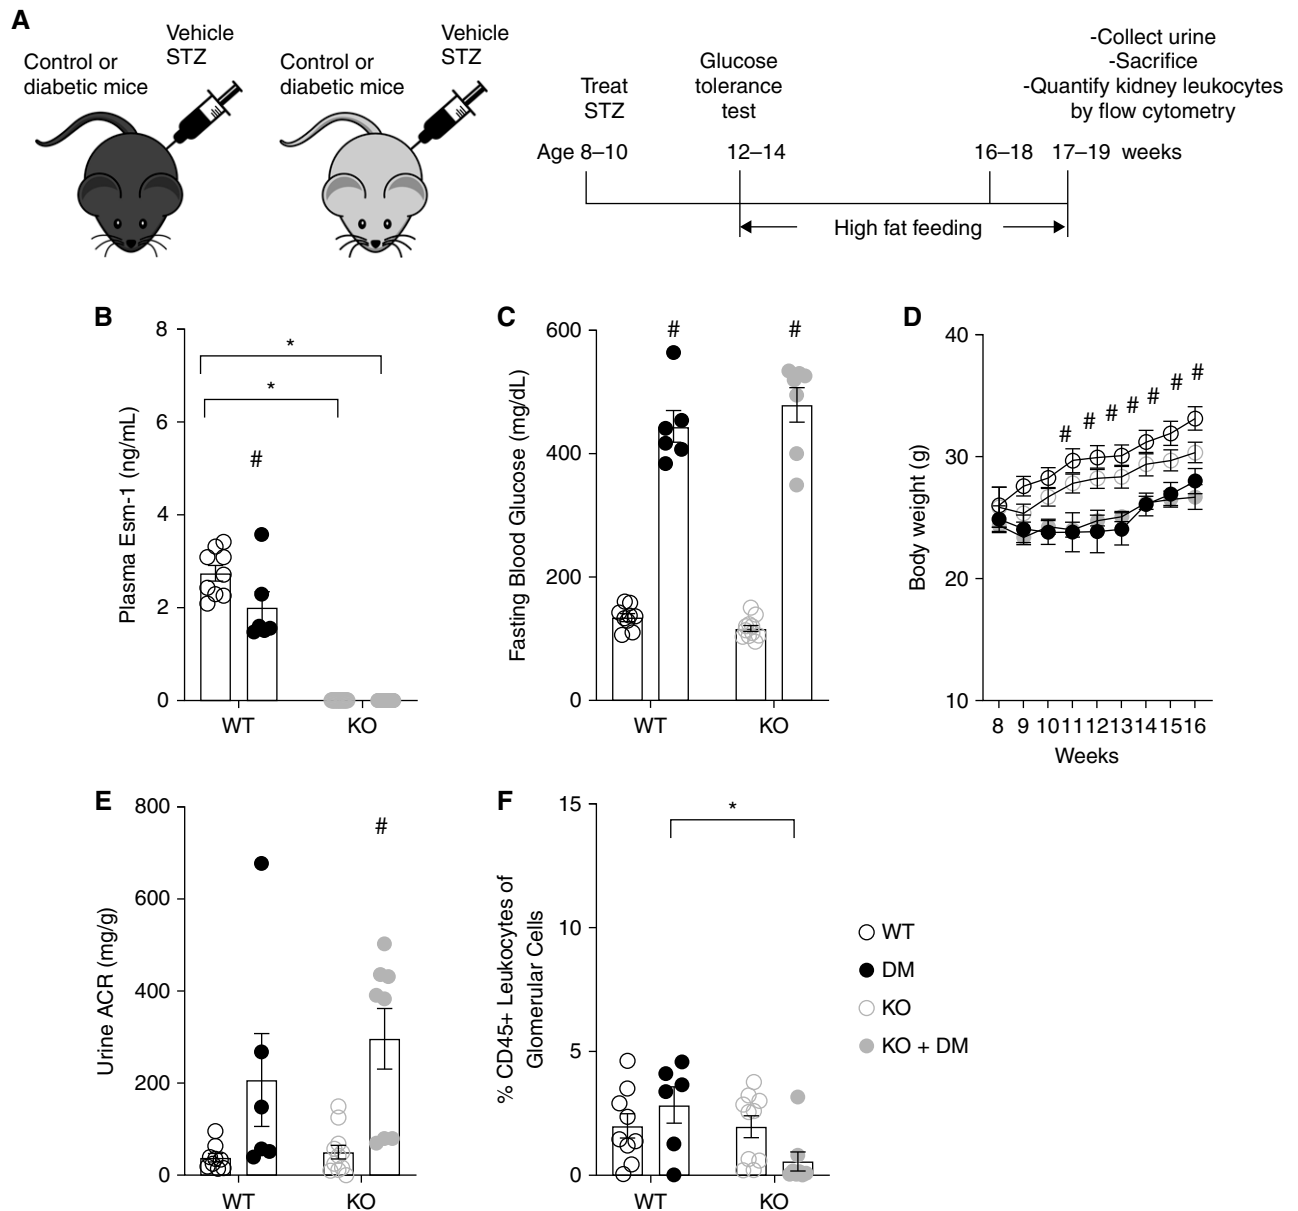 A
Vehicle
STZ
Control or
diabetic mice
Vehicle
STZ
Control or
diabetic mice
Treat
STZ
Glucose
tolerance
test
-Collect urine
-Sacrifice
-Quantify kidney leukocytes
by flow cytometry
Age 8–10
12–14
16–18
17–19 weeks
High fat feeding
B
Plasma Esm-1 (ng/mL)
8
6
4
2
0
*
*
#
WT
KO
C
Fasting Blood Glucose (mg/dL)
600
400
200
0
#
#
WT
KO
D
Body weight (g)
40
30
20
10
# # # # # # #
8 9 10 11 12 13 14 15 16
Weeks
E
Urine ACR (mg/g)
800
600
400
200
0
#
WT
KO
F
% CD45+ Leukocytes of
Glomerular Cells
15
10
5
0
*
WT
KO
WT
DM
KO
KO + DM